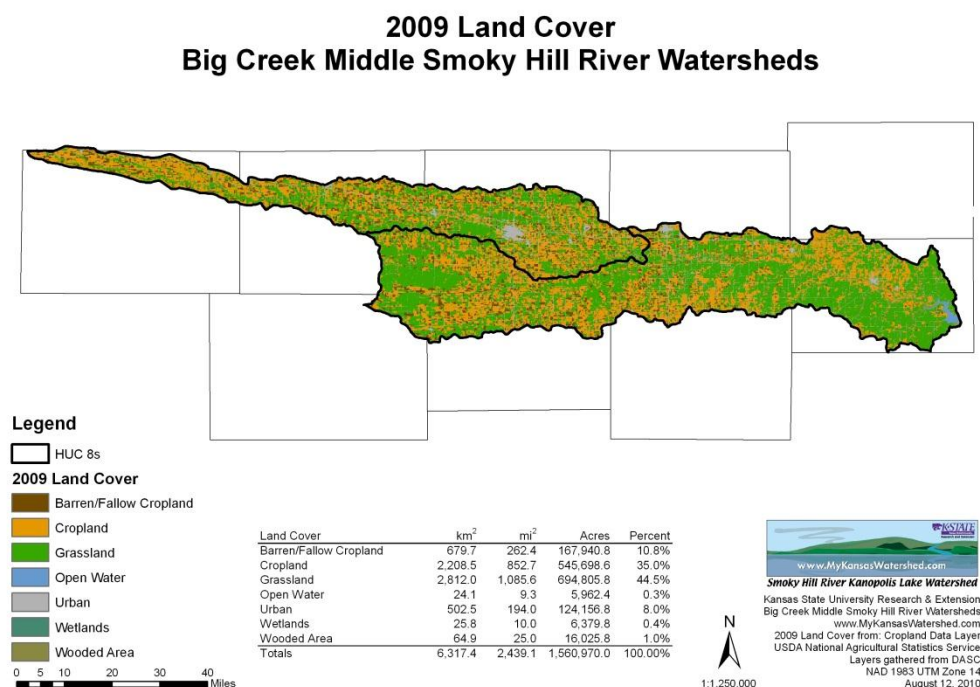 2009 Land Cover
Big Creek Middle Smoky Hill River Watersheds
Legend
HUC 8s
2009 Land Cover
Barren/Fallow Cropland
Cropland
Grassland
Open Water
Urban
Wetlands
Wooded Area
0 5 10 20 30 40
Miles
Land Cover km² mi² Acres Percent
Barren/Fallow Cropland 679.7 262.4 167,940.8 10.8%
Cropland 2,208.5 852.7 545,698.6 35.0%
Grassland 2,812.0 1,085.6 694,805.8 44.5%
Open Water 24.1 9.3 5,962.4 0.3%
Urban 502.5 194.0 124,156.8 8.0%
Wetlands 25.8 10.0 6,379.8 0.4%
Wooded Area 64.9 25.0 16,025.8 1.0%
Totals 6,317.4 2,439.1 1,560,970.0 100.00%
N
1:1,250,000
K-STATE
www.MyKansasWatershed.com
Smoky Hill River Kanopolis Lake Watershed
Kansas State University Research & Extension
Big Creek Middle Smoky Hill River Watersheds
www.MyKansasWatershed.com
2009 Land Cover from: Cropland Data Layer
USDA National Agricultural Statistics Service
Layers gathered from DASC
NAD 1983 UTM Zone 14
August 12, 2010